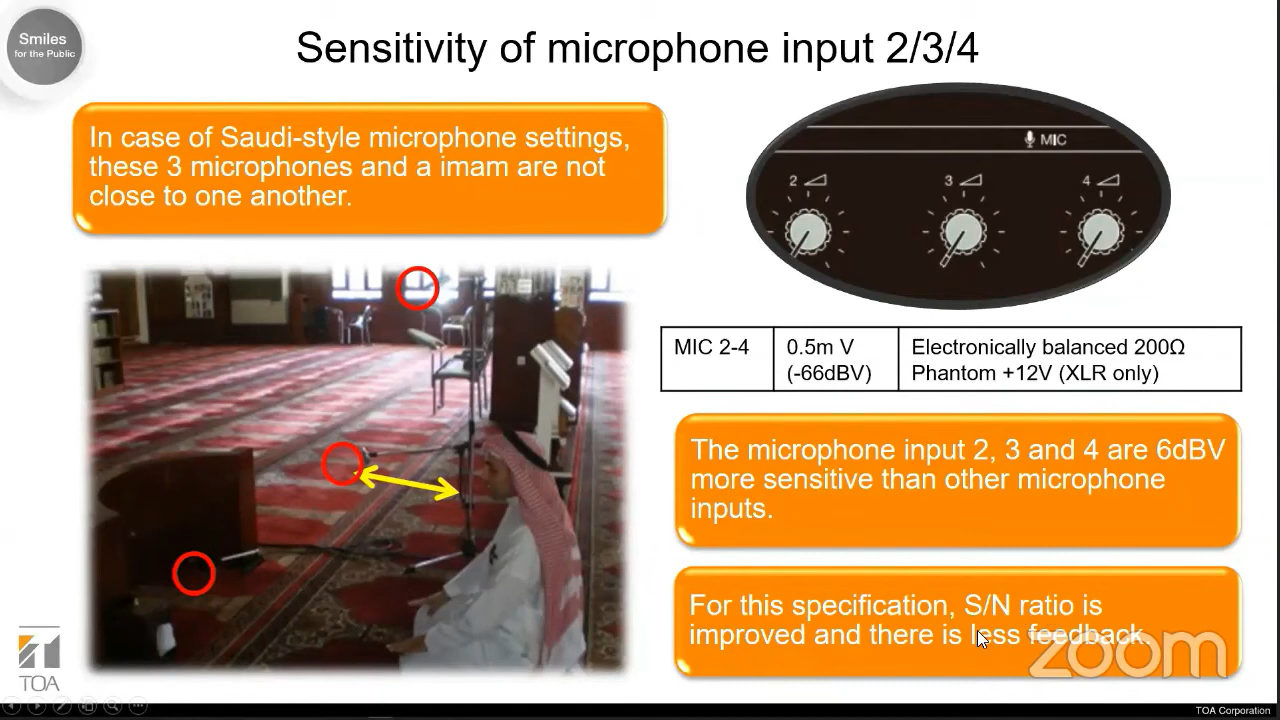 Smiles
for the Public
Sensitivity of microphone input 2/3/4
In case of Saudi-style microphone settings,
these 3 microphones and a imam are not
close to one another.
MIC
2
3
4
MIC 2-4
0.5m V
(-66dBV)
Electronically balanced 200Ω
Phantom +12V (XLR only)
The microphone input 2, 3 and 4 are 6dBV
more sensitive than other microphone
inputs.
For this specification, S/N ratio is
improved and there is less feedback
zoom
TOA
TOA Corporation